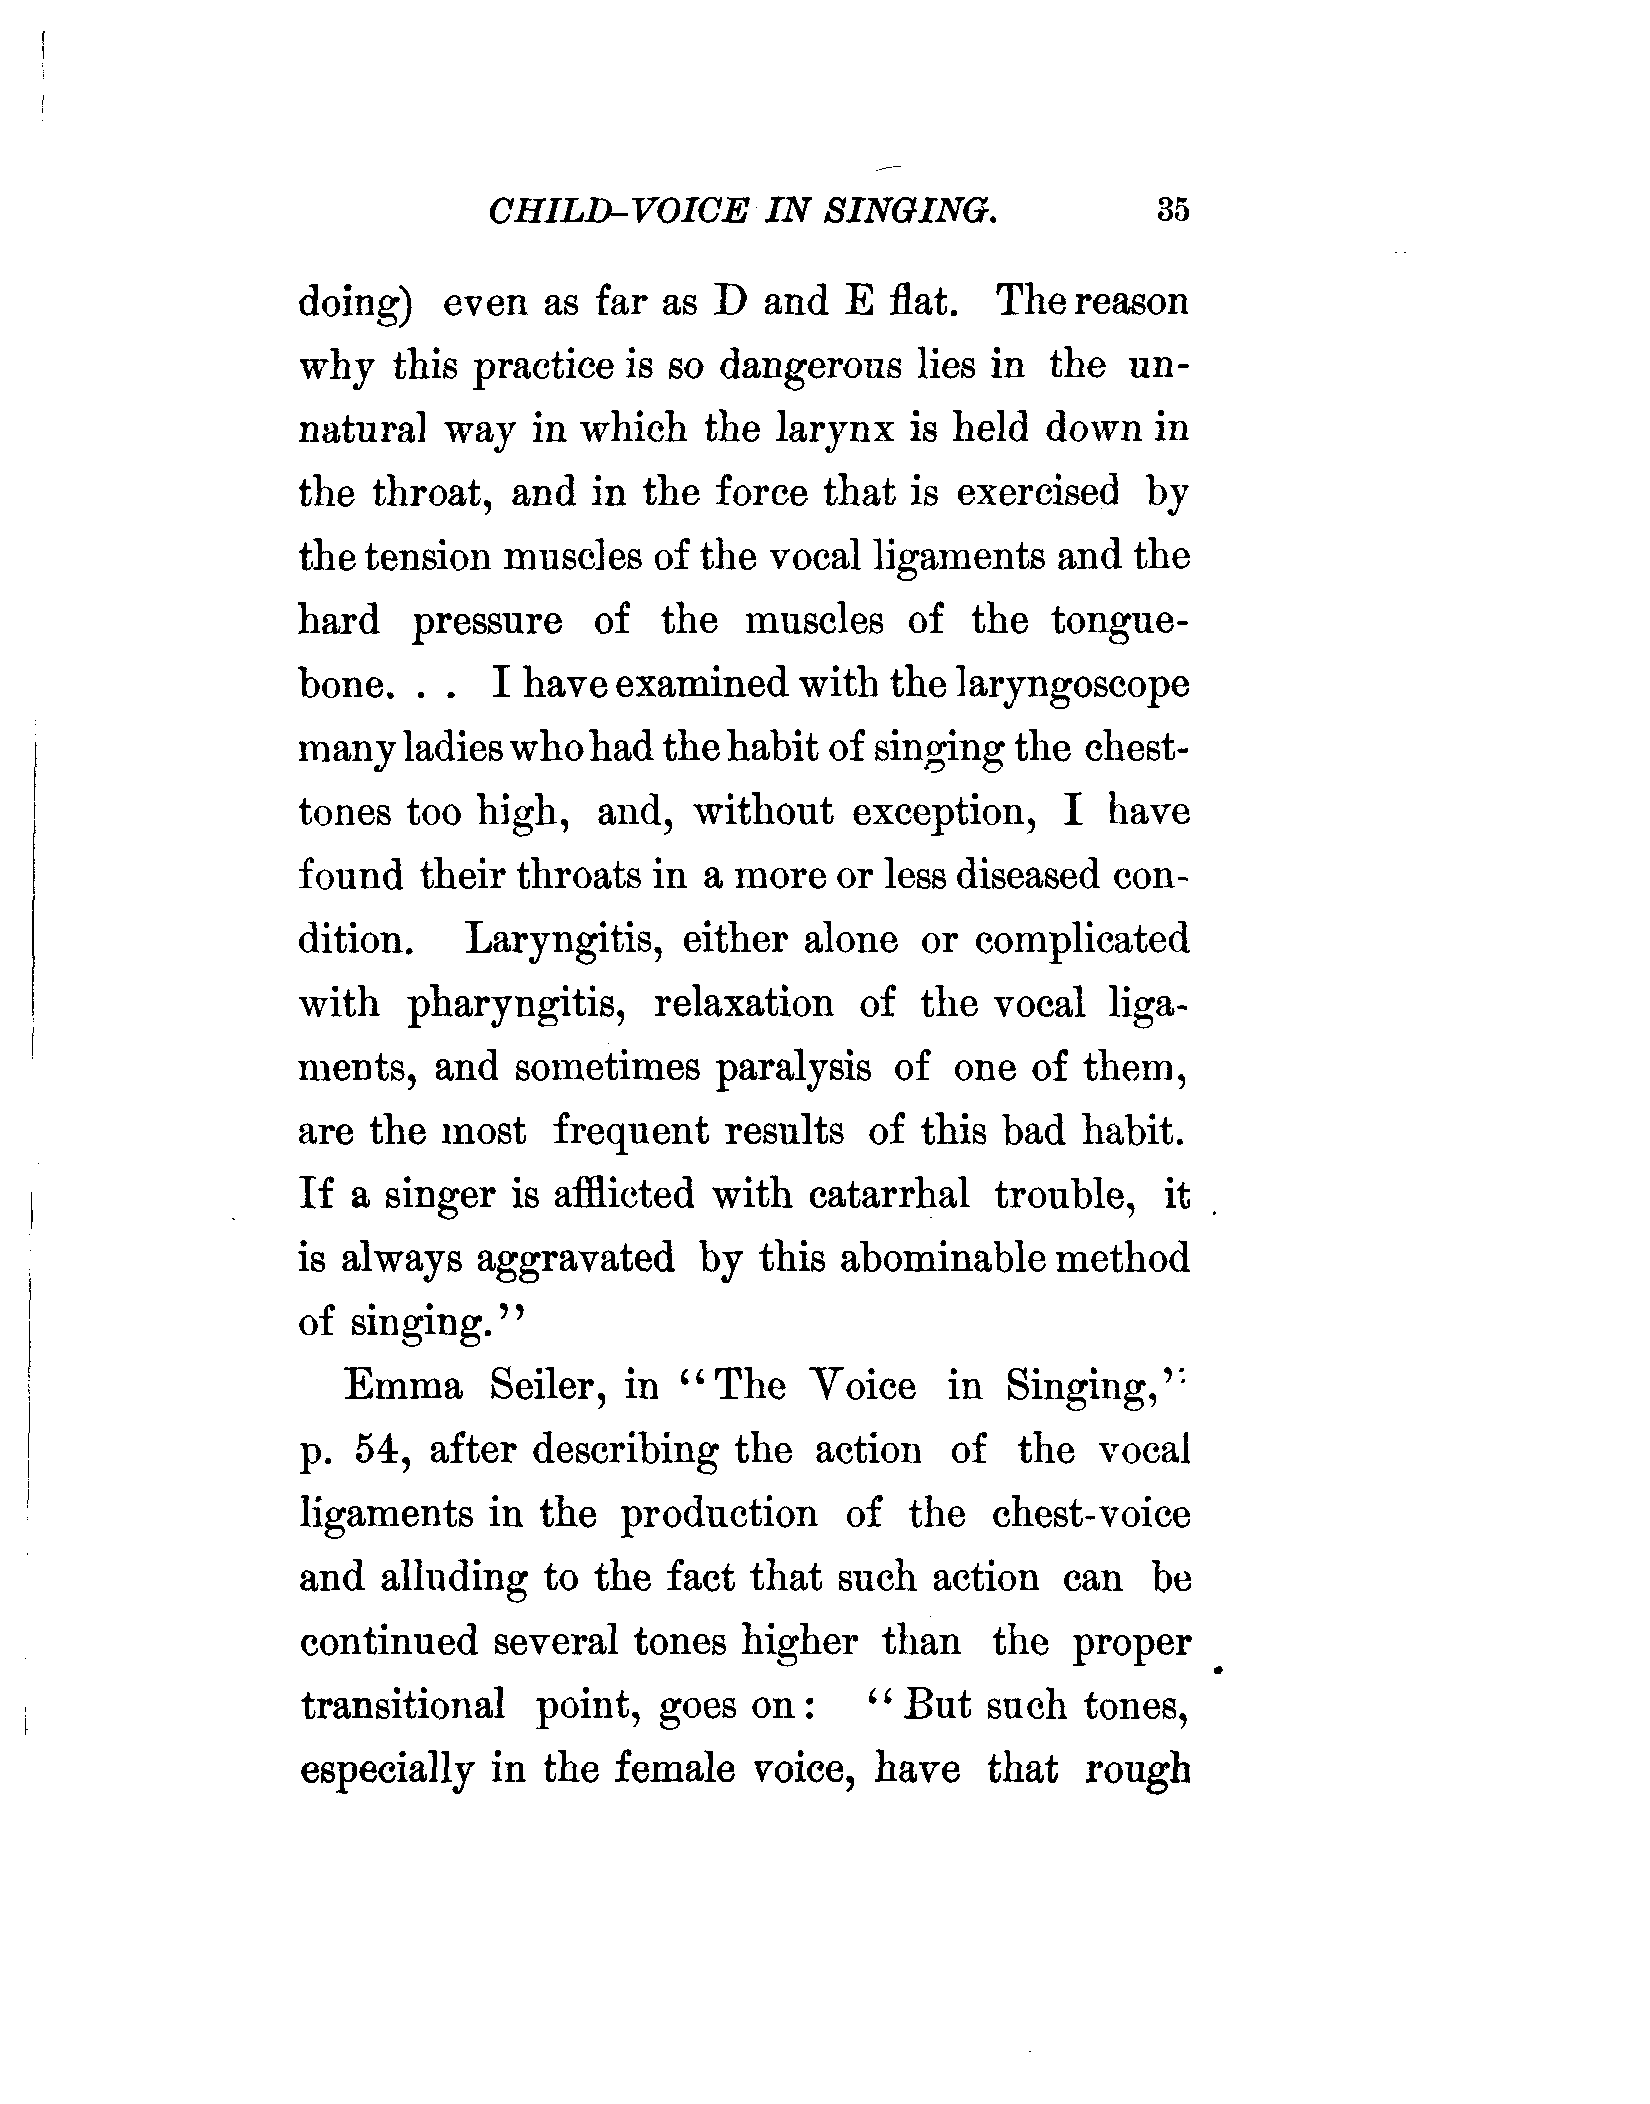 CHILD-VOICE IN SINGING. 35
doing) even as far as D and E flat. The reason
why this practice is so dangerous lies in the un-
natural way in which the larynx is held down in
the throat, and in the force that is exercised by
the tension muscles of the vocal ligaments and the
hard pressure of the muscles of the tongue-
bone. . . I have examined with the laryngoscope
many ladies who had the habit of singing the chest-
tones too high, and, without exception, I have
found their throats in a more or less diseased con-
dition. Laryngitis, either alone or complicated
with pharyngitis, relaxation of the vocal liga-
ments, and sometimes paralysis of one of them,
are the most frequent results of this bad habit.
If a singer is afflicted with catarrhal trouble, it
is always aggravated by this abominable method
of singing.”
Emma Seiler, in “The Voice in Singing,”
p. 54, after describing the action of the vocal
ligaments in the production of the chest-voice
and alluding to the fact that such action can be
continued several tones higher than the proper
transitional point, goes on: “But such tones,
especially in the female voice, have that rough